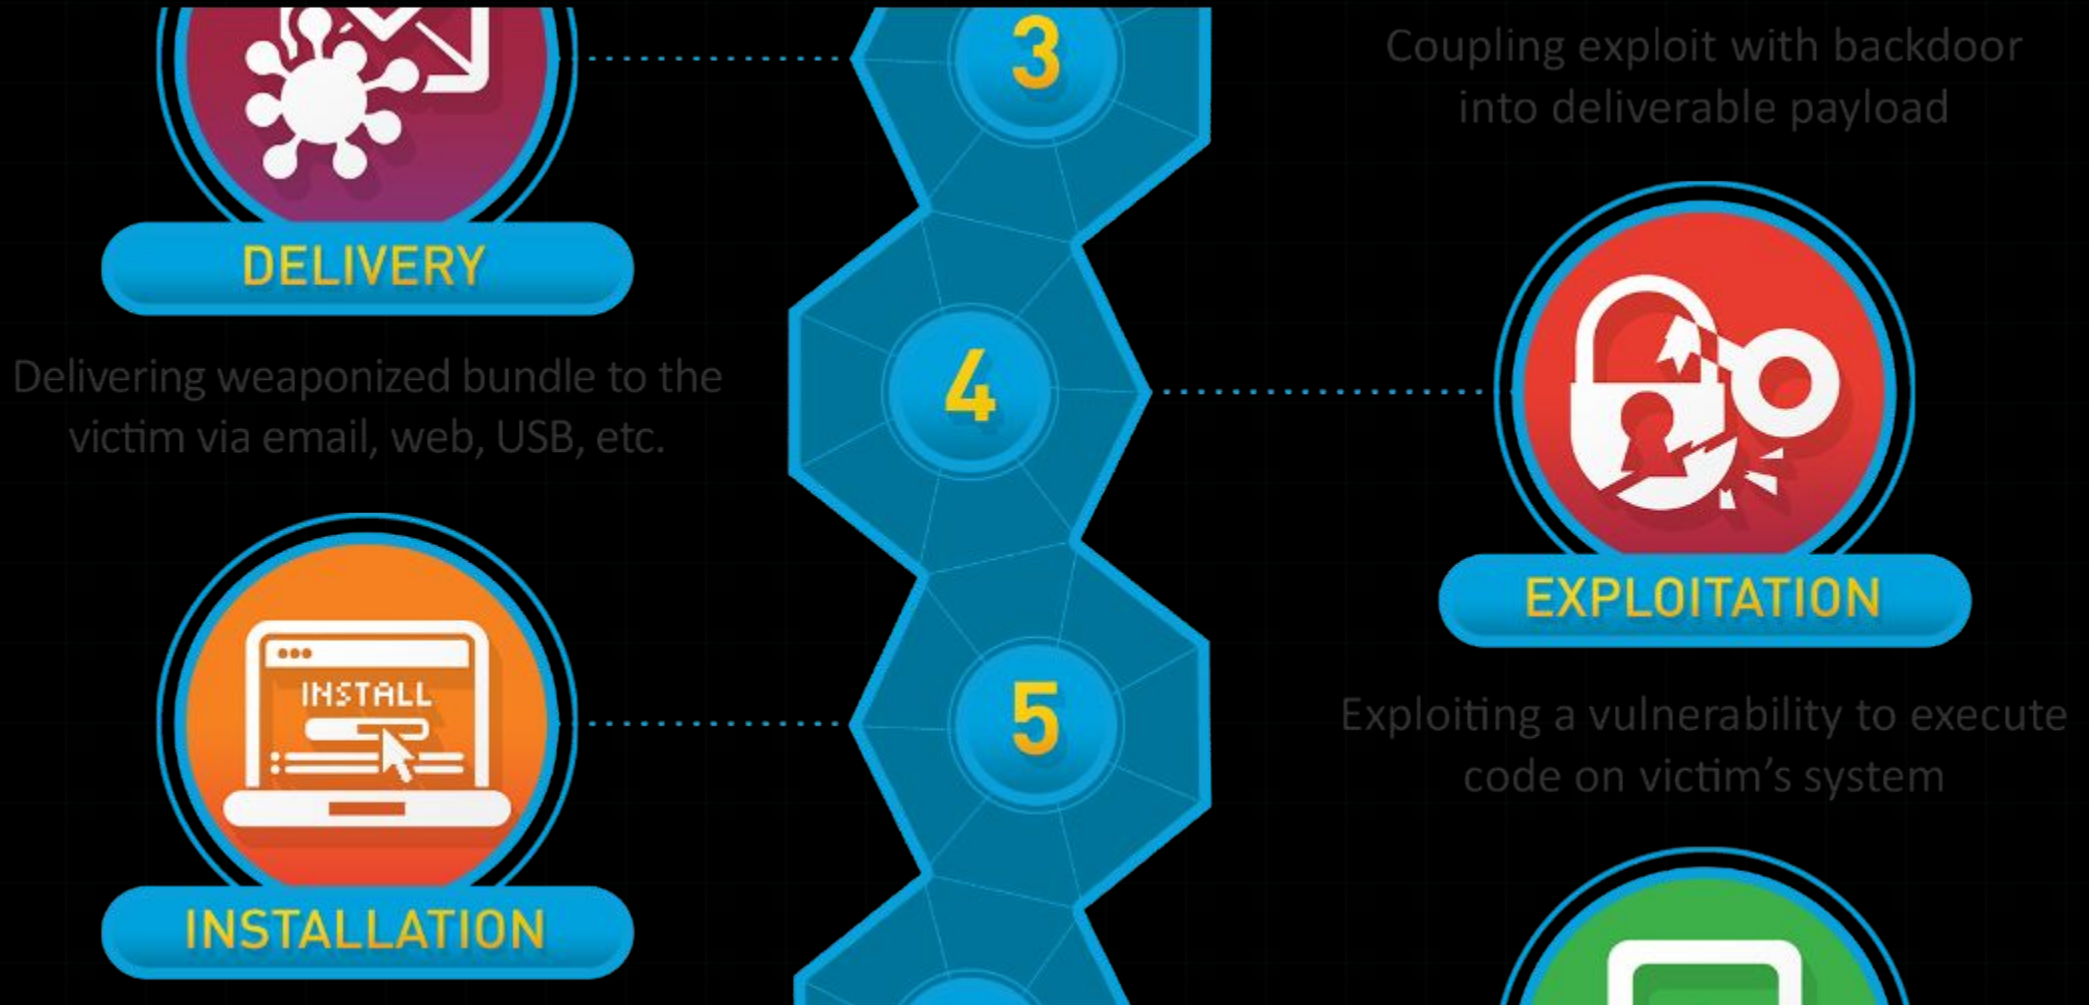 3
Coupling exploit with backdoor
into deliverable payload
DELIVERY
Delivering weaponized bundle to the
victim via email, web, USB, etc.
4
EXPLOITATION
Exploiting a vulnerability to execute
code on victim’s system
5
INSTALL
INSTALLATION